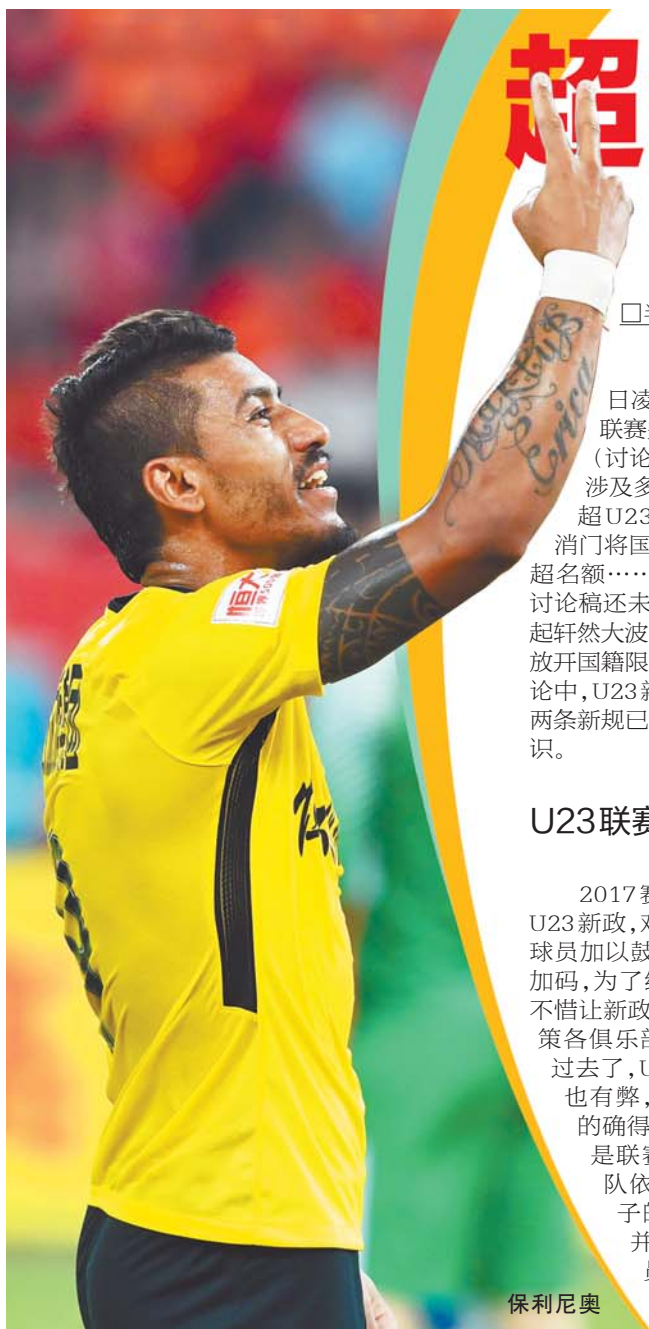 超
日凌
联赛
(讨论
涉及多
超U23
消门将国
超名额……
讨论稿还未
起轩然大波
放开国籍限
论中,U23新
两条新规已
识。
U23联赛
2017赛
U23新政,对
球员加以鼓
加码,为了给
不惜让新政
策各俱乐部
过去了,U
也有弊,
的确得
是联赛
队依
子的
并
保利尼奥
恒大
Erica